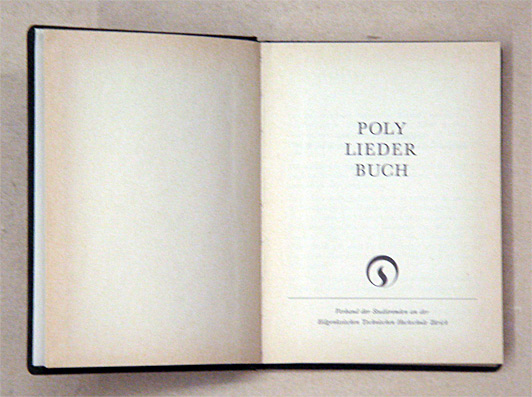 POLY
LIEDER
BUCH
Verband der Studierenden an der
Eidgenössischen Technischen Hochschule Zürich